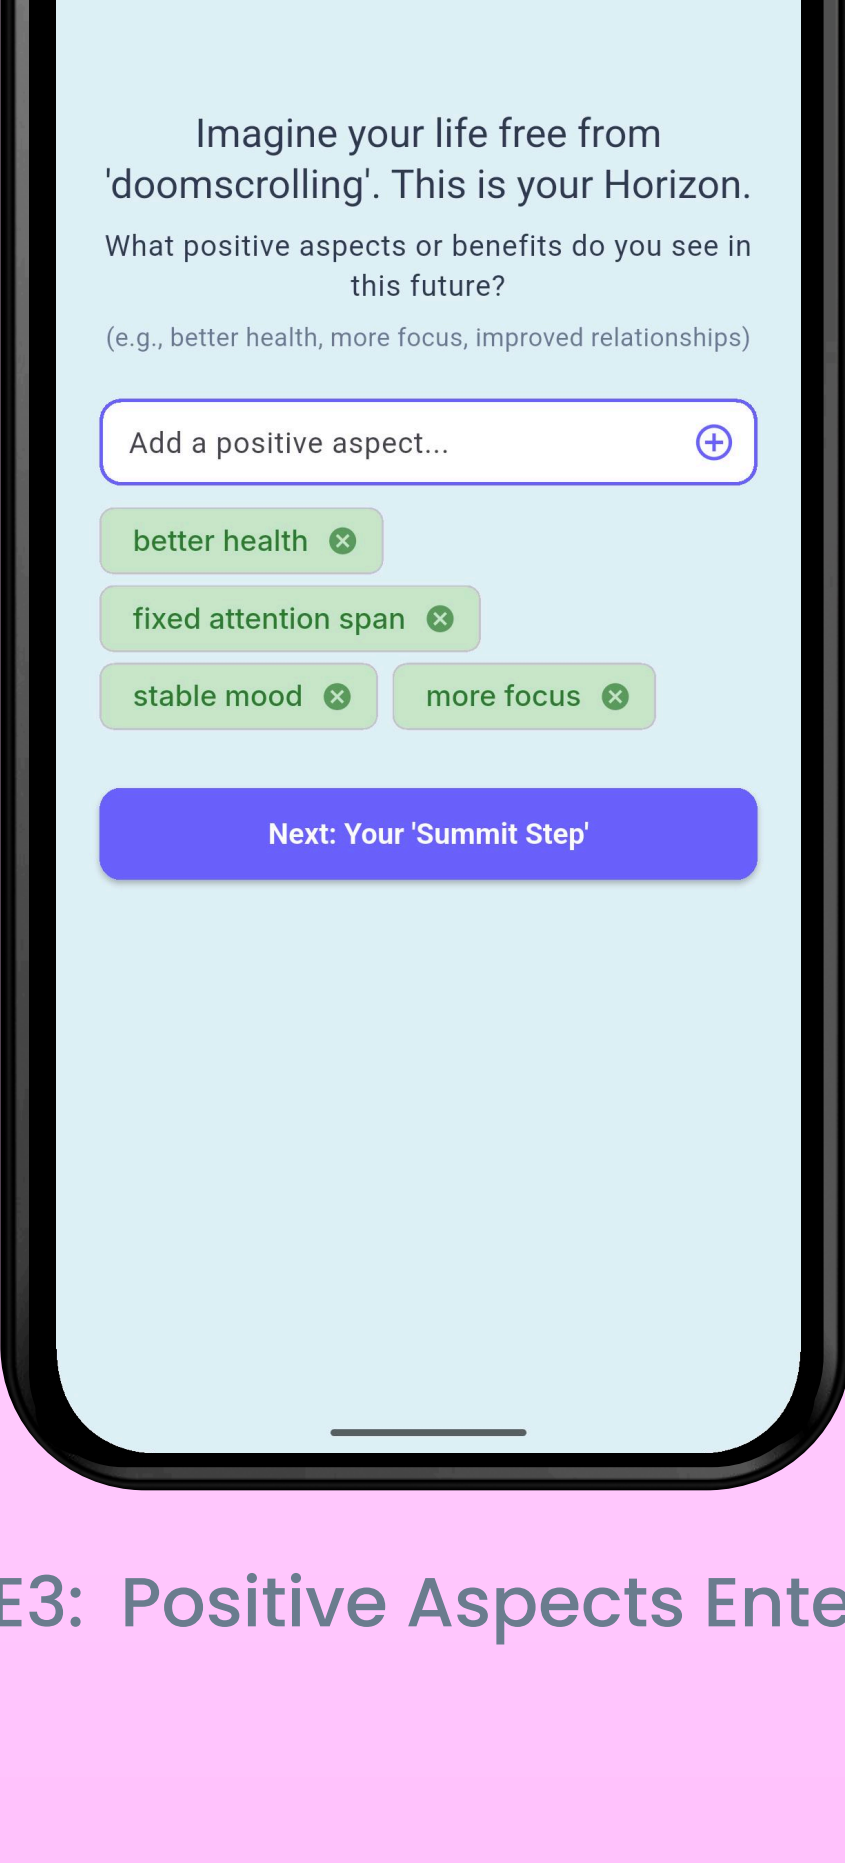 Imagine your life free from
'doomscrolling'. This is your Horizon.
What positive aspects or benefits do you see in
this future?
(e.g., better health, more focus, improved relationships)
Add a positive aspect...
better health
fixed attention span
stable mood more focus
Next: Your 'Summit Step'
E3: Positive Aspects Ente